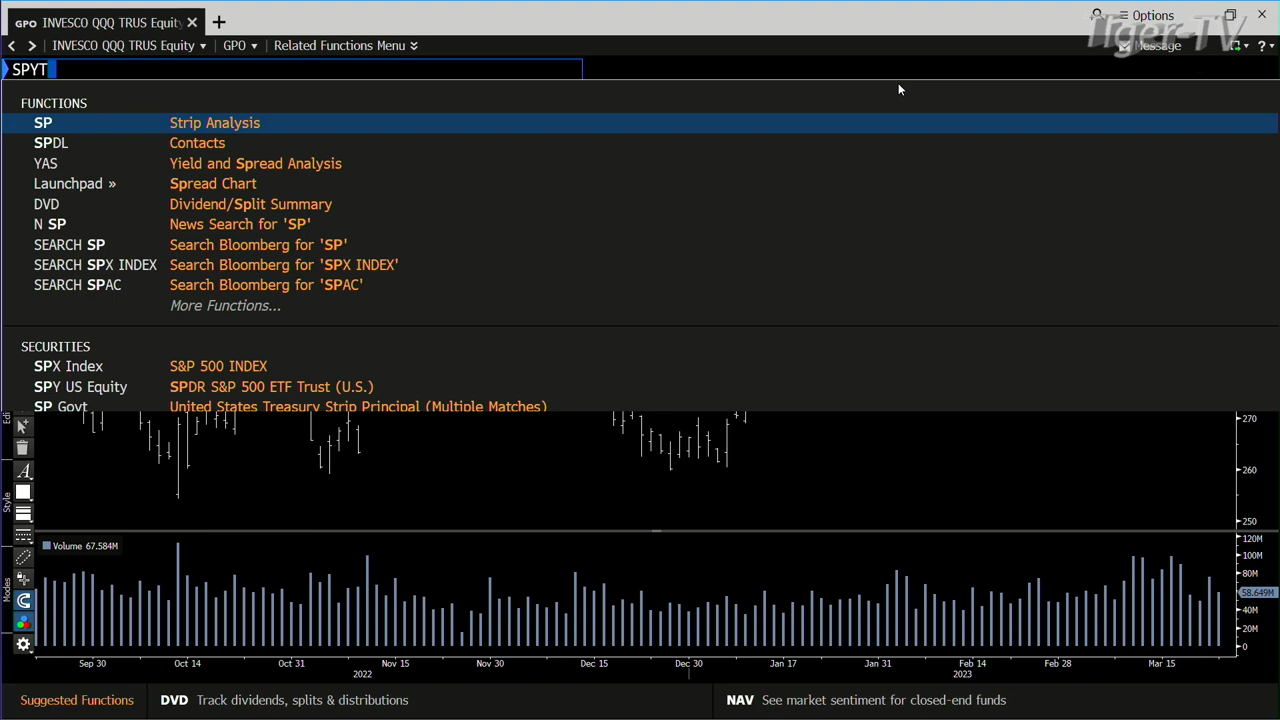 GPO INVESCO QQQ TRUS Equity
Options
INVESCO QQQ TRUS Equity
GPO
Related Functions Menu
Message
?
Tiger-TV
SPYT
FUNCTIONS
SP Strip Analysis
SPDL Contacts
YAS Yield and Spread Analysis
Launchpad » Spread Chart
DVD Dividend/Split Summary
N SP News Search for 'SP'
SEARCH SP Search Bloomberg for 'SP'
SEARCH SPX INDEX Search Bloomberg for 'SPX INDEX'
SEARCH SPAC Search Bloomberg for 'SPAC'
More Functions...
SECURITIES
SPX Index S&P 500 INDEX
SPY US Equity SPDR S&P 500 ETF Trust (U.S.)
SP Govt United States Treasury Strip Principal (Multiple Matches)
Edi
A
Style
Modes
270
260
250
Volume 67.584M
120M
100M
80M
58.649M
40M
20M
0
Sep 30 Oct 14 Oct 31 Nov 15 Nov 30 Dec 15 Dec 30 Jan 17 Jan 31 Feb 14 Feb 28 Mar 15
2022 2023
Suggested Functions DVD Track dividends, splits & distributions NAV See market sentiment for closed-end funds